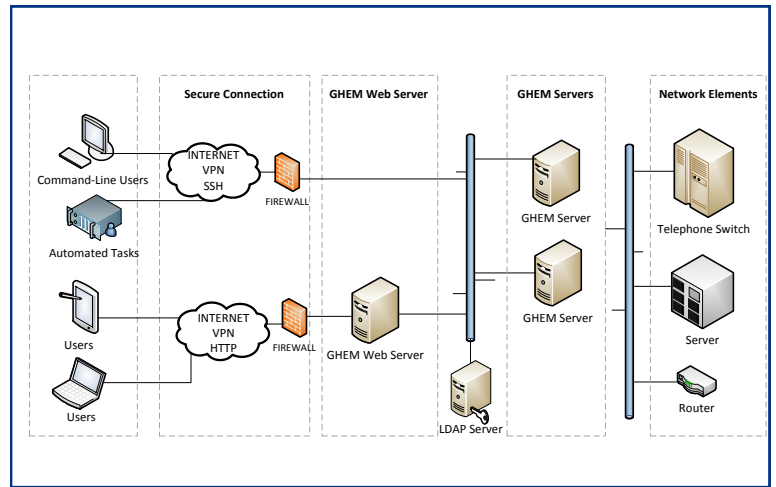 Secure Connection
GHEM Web Server
GHEM Servers
Network Elements
Command-Line Users
Automated Tasks
Users
Users
INTERNET
VPN
SSH
FIREWALL
INTERNET
VPN
HTTP
FIREWALL
GHEM Web Server
LDAP Server
GHEM Server
GHEM Server
Telephone Switch
Server
Router